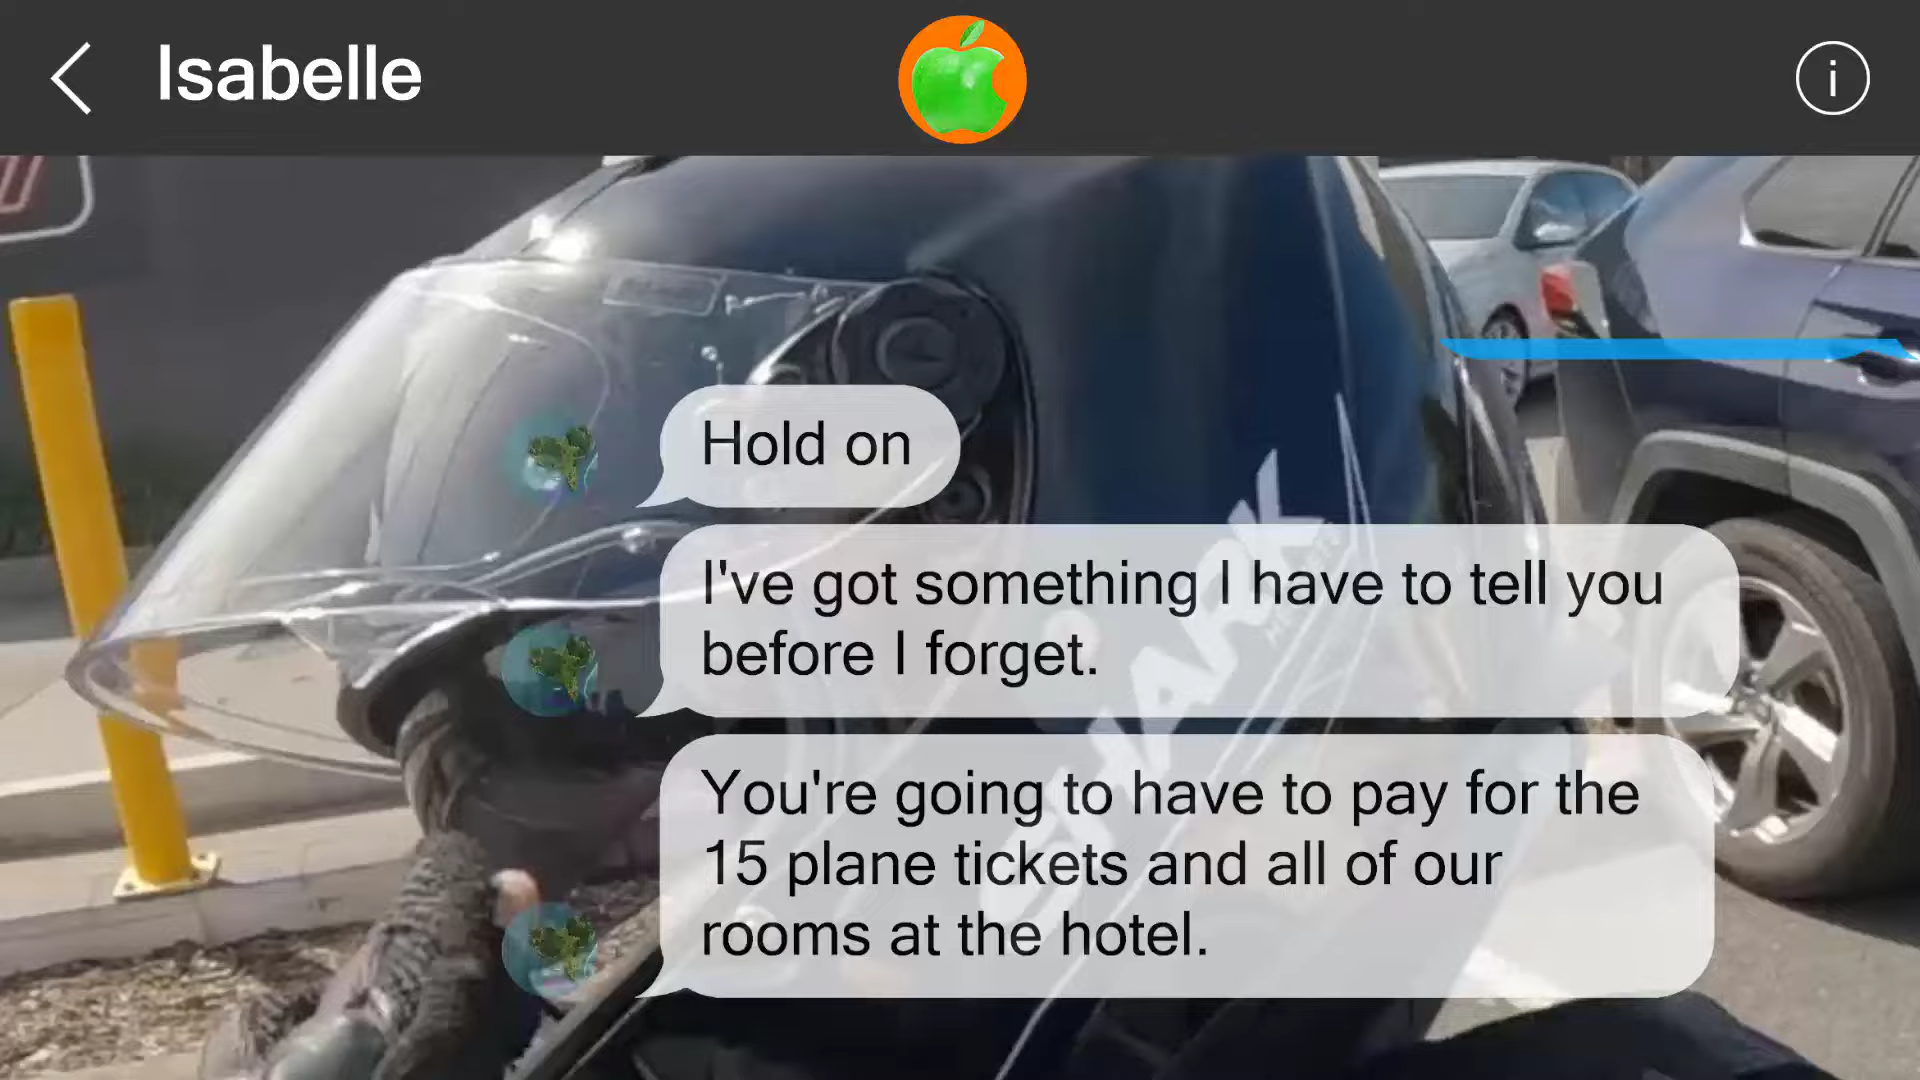 Isabelle
i
Hold on
I've got something I have to tell you
before I forget.
SHARK
You're going to have to pay for the
15 plane tickets and all of our
rooms at the hotel.